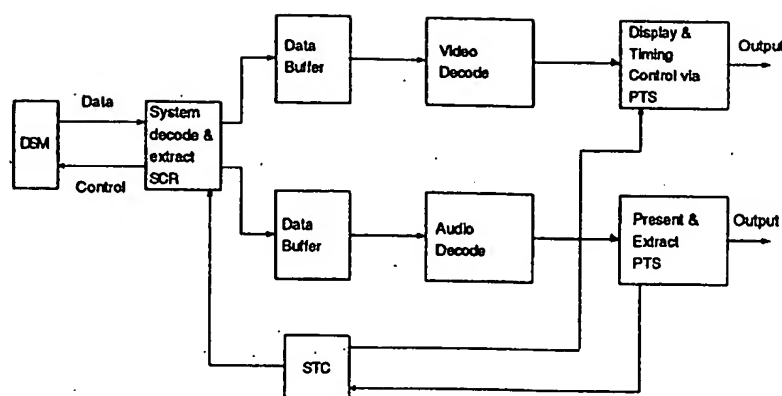 Data
Control
DSM
System
decode &
extract
SCR
Data
Buffer
Video
Decode
Display &
Timing
Control via
PTS
Output
Data
Buffer
Audio
Decode
Present &
Extract
PTS
Output
STC